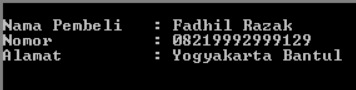 Nama Pembeli   : Fadhil Razak
Nomor          : 08219992999129
Alamat         : Yogyakarta Bantul